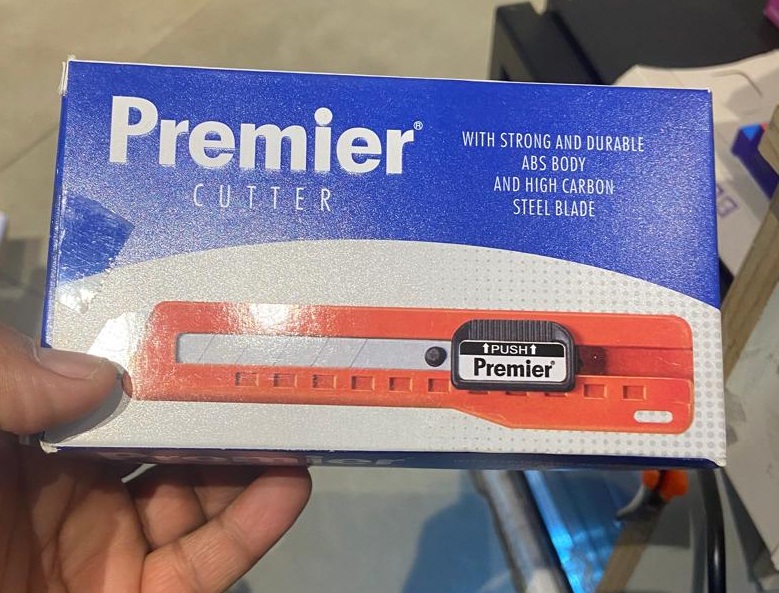 Premier®
CUTTER
WITH STRONG AND DURABLE
ABS BODY
AND HIGH CARBON
STEEL BLADE
↑PUSH↑
Premier®